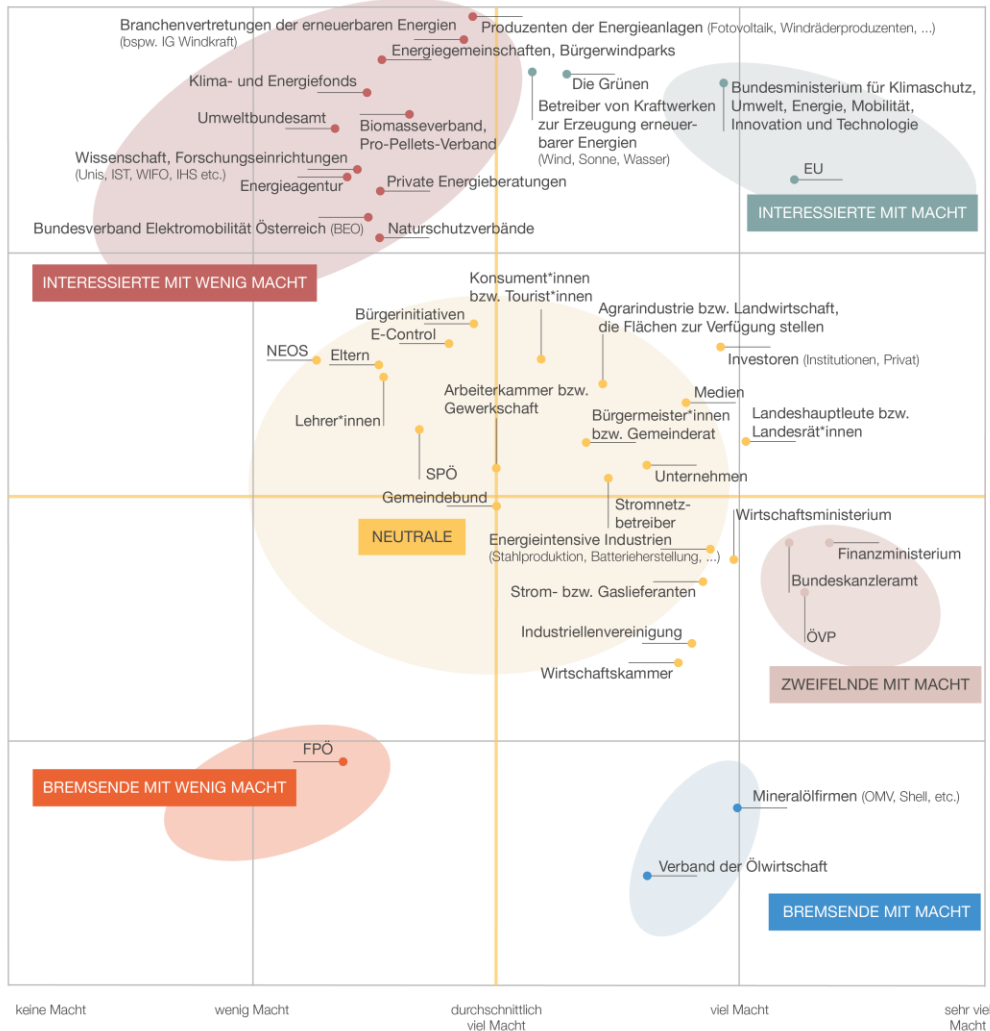 Branchenvertretungen der erneuerbaren Energien
(bspw. IG Windkraft)
Produzenten der Energieanlagen (Fotovoltaik, Windräderproduzenten, ...)
Energiegemeinschaften, Bürgerwindparks
Klima- und Energiefonds
Umweltbundesamt
Biomasseverband,
Pro-Pellets-Verband
Wissenschaft, Forschungseinrichtungen
(Unis, IST, WIFO, IHS etc.)
Energieagentur
Private Energieberatungen
Bundesverband Elektromobilität Österreich (BEO)
Naturschutzverbände
INTERESSIERTE MIT WENIG MACHT
Die Grünen
Betreiber von Kraftwerken
zur Erzeugung erneuer-
barer Energien
(Wind, Sonne, Wasser)
Bundesministerium für Klimaschutz,
Umwelt, Energie, Mobilität,
Innovation und Technologie
EU
INTERESSIERTE MIT MACHT
Konsument*innen
bzw. Tourist*innen
Bürgerinitiativen
E-Control
NEOS
Eltern
Lehrer*innen
Agrarindustrie bzw. Landwirtschaft,
die Flächen zur Verfügung stellen
Investoren (Institutionen, Privat)
Arbeiterkammer bzw.
Gewerkschaft
Medien
Bürgermeister*innen
bzw. Gemeinderat
Landeshauptleute bzw.
Landesrät*innen
SPÖ
Unternehmen
Gemeindebund
Stromnetz-
betreiber
NEUTRALE
Wirtschaftsministerium
Energieintensive Industrien
(Stahlproduktion, Batterieherstellung, ...)
Finanzministerium
Bundeskanzleramt
Strom- bzw. Gaslieferanten
ÖVP
Industriellenvereinigung
Wirtschaftskammer
ZWEIFELNDE MIT MACHT
FPÖ
BREMSENDE MIT WENIG MACHT
Mineralölfirmen (OMV, Shell, etc.)
Verband der Ölwirtschaft
BREMSENDE MIT MACHT
keine Macht
wenig Macht
durchschnittlich
viel Macht
viel Macht
sehr viel
Macht